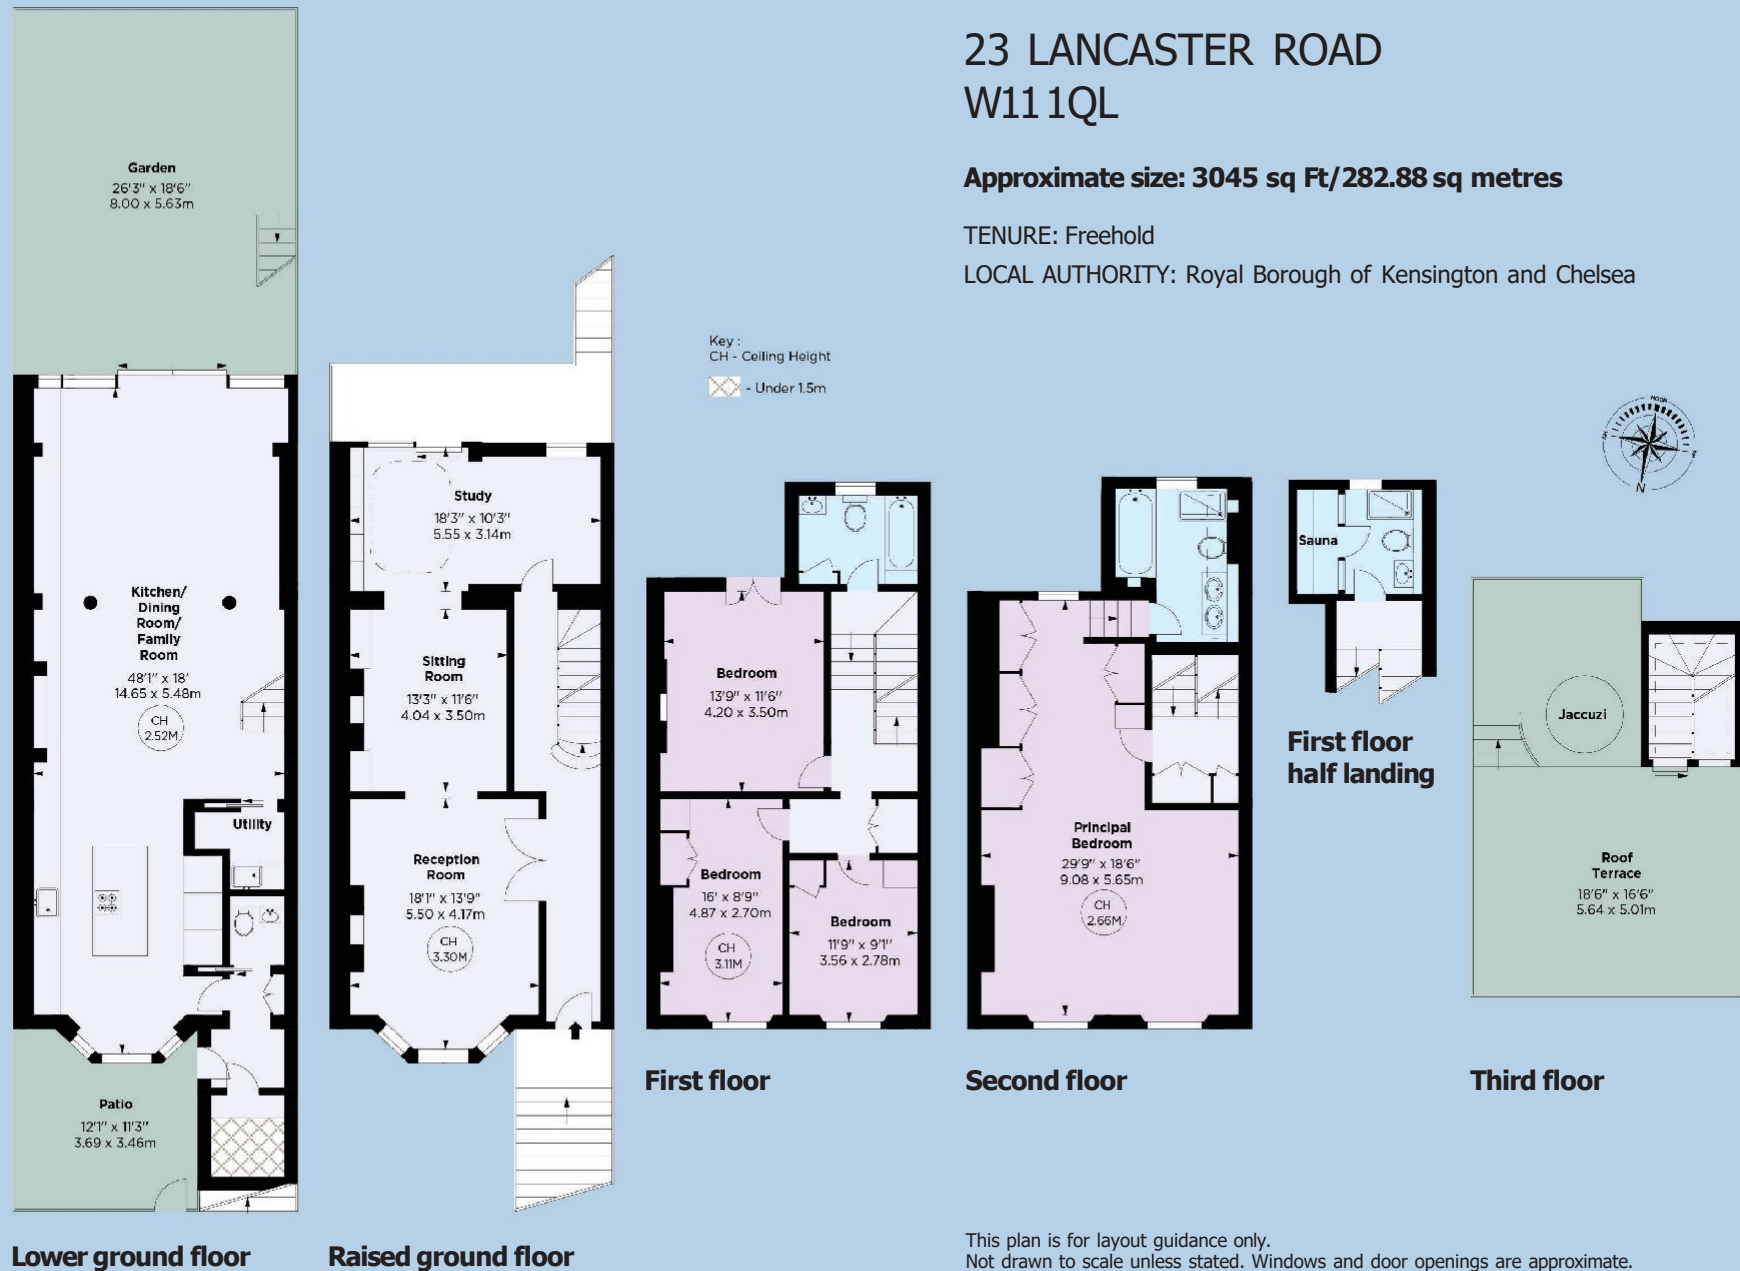 23 LANCASTER ROAD
W11 1QL
Approximate size: 3045 sq Ft/282.88 sq metres
TENURE: Freehold
LOCAL AUTHORITY: Royal Borough of Kensington and Chelsea
Key :
CH - Ceiling Height
- Under 1.5m
Garden
26'3" x 18'6"
8.00 x 5.63m
Kitchen/
Dining
Room/
Family
Room
48'1" x 18'
14.65 x 5.48m
CH
2.52M
Utility
Patio
12'1" x 11'3"
3.69 x 3.46m
Lower ground floor
Study
18'3" x 10'3"
5.55 x 3.14m
Sitting
Room
13'3" x 11'6"
4.04 x 3.50m
Reception
Room
18'1" x 13'9"
5.50 x 4.17m
CH
3.30M
Raised ground floor
Bedroom
13'9" x 11'6"
4.20 x 3.50m
Bedroom
16' x 8'9"
4.87 x 2.70m
CH
3.11M
Bedroom
11'9" x 9'1"
3.56 x 2.78m
First floor
Principal
Bedroom
29'9" x 18'6"
9.08 x 5.65m
CH
2.66M
Second floor
Sauna
First floor
half landing
N
Jaccuzi
Roof
Terrace
18'6" x 16'6"
5.64 x 5.01m
Third floor
This plan is for layout guidance only.
Not drawn to scale unless stated. Windows and door openings are approximate.